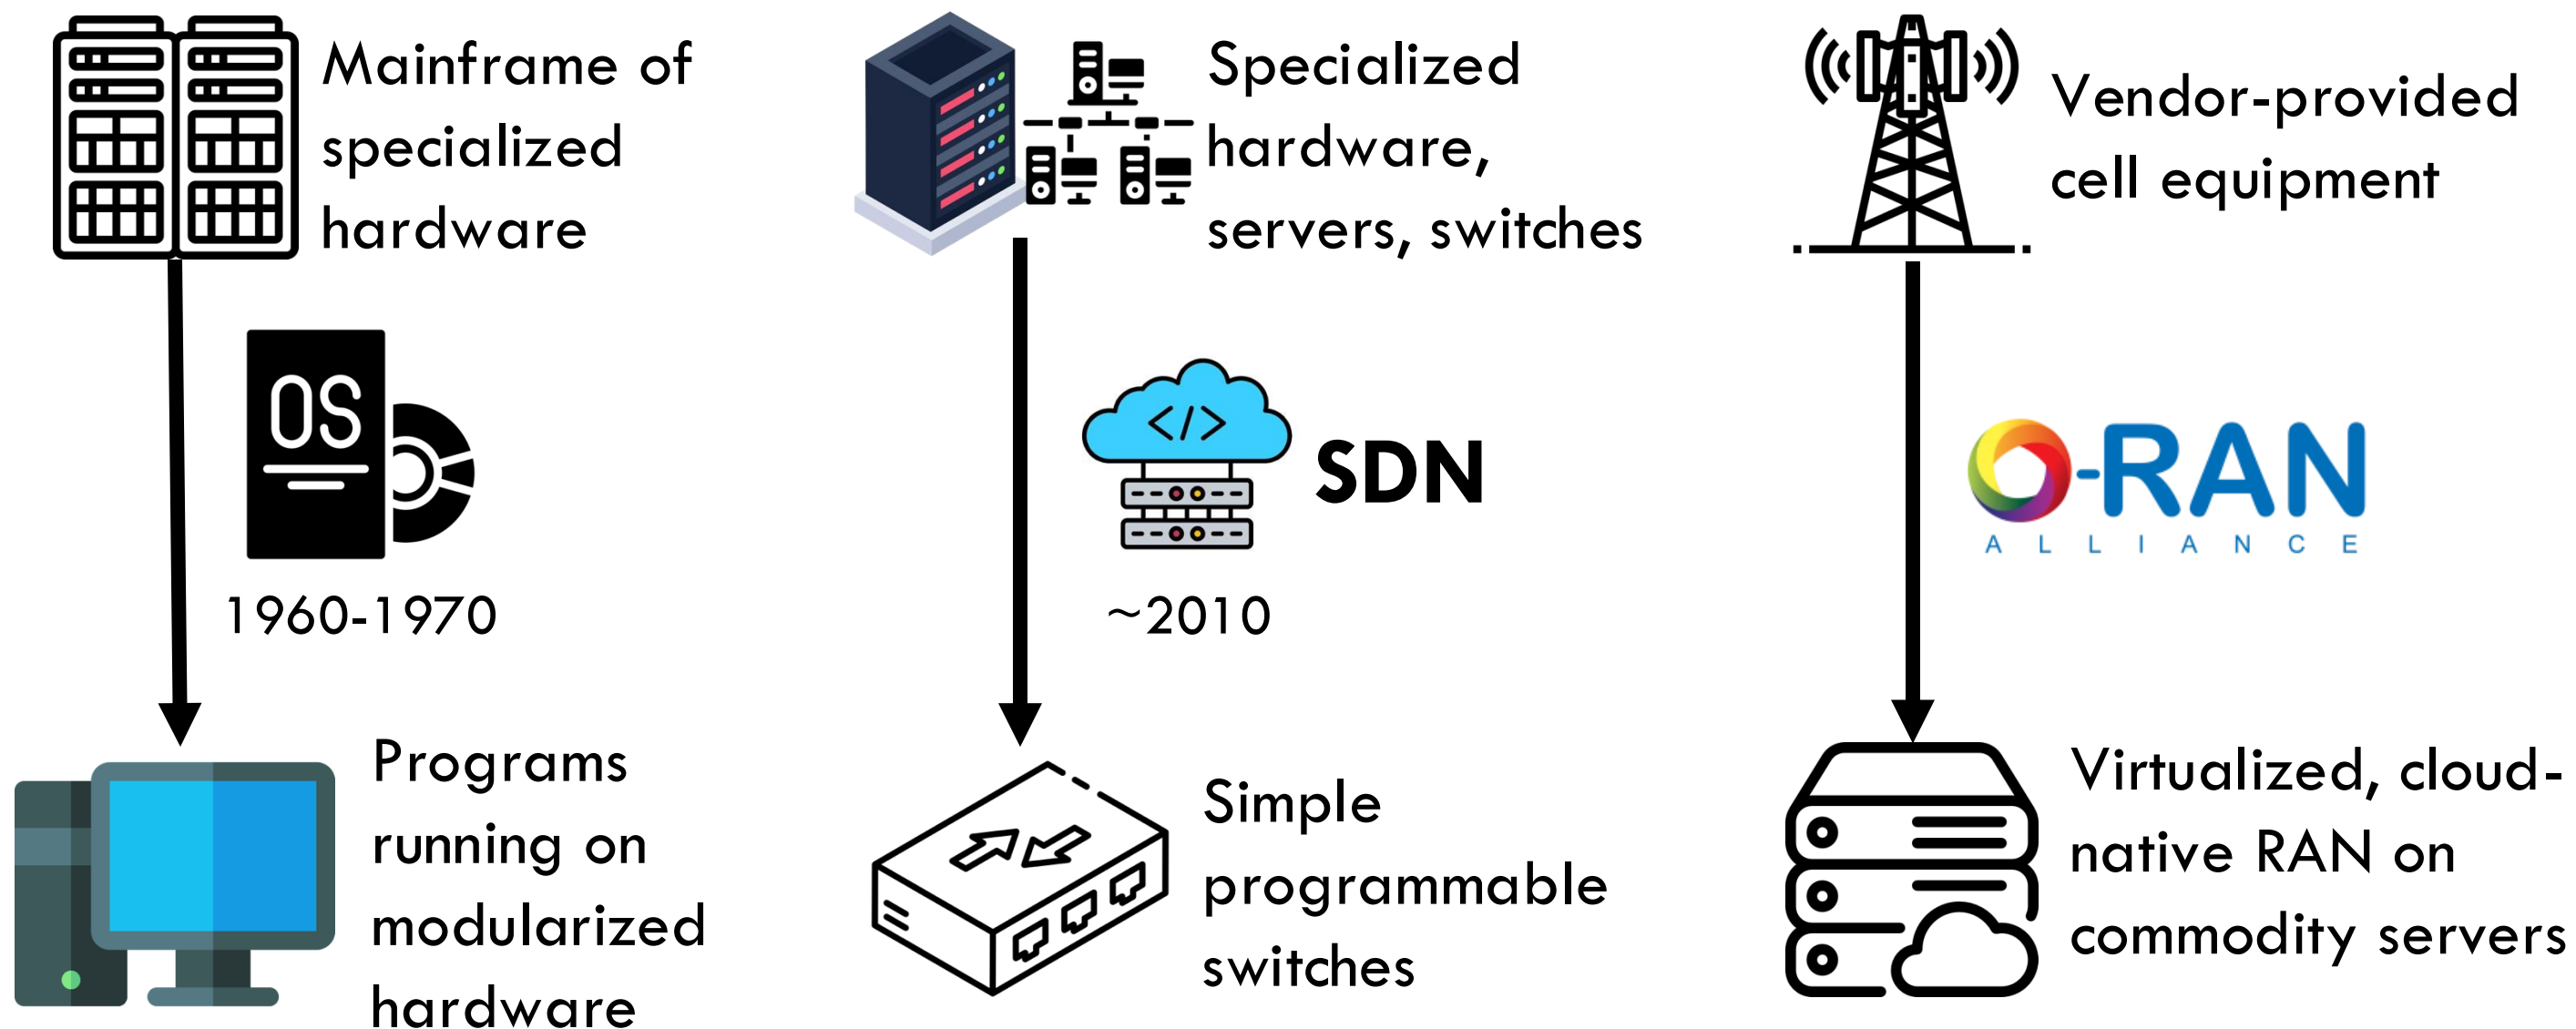 Mainframe of
specialized
hardware
OS
1960-1970
Programs
running on
modularized
hardware
Specialized
hardware,
servers, switches
</>
SDN
~2010
Simple
programmable
switches
Vendor-provided
cell equipment
O-RAN
ALLIANCE
Virtualized, cloud-
native RAN on
commodity servers